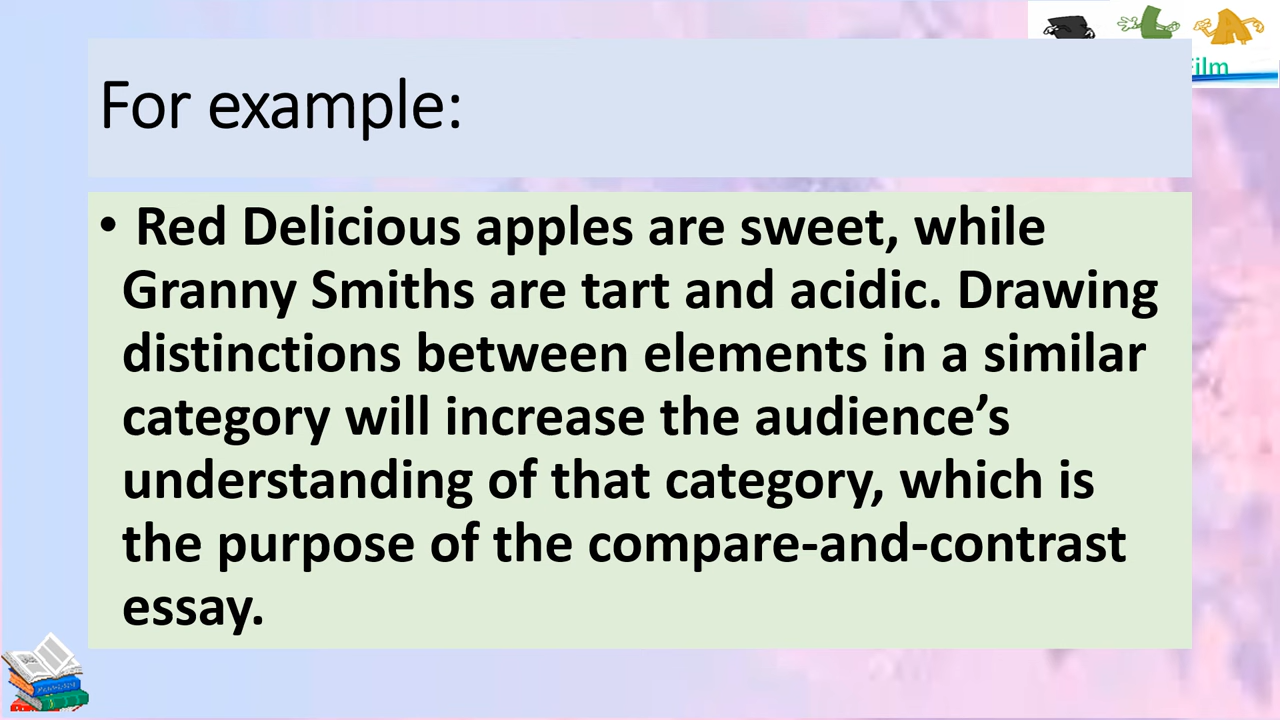 ilm
For example:
• Red Delicious apples are sweet, while
Granny Smiths are tart and acidic. Drawing
distinctions between elements in a similar
category will increase the audience’s
understanding of that category, which is
the purpose of the compare-and-contrast
essay.